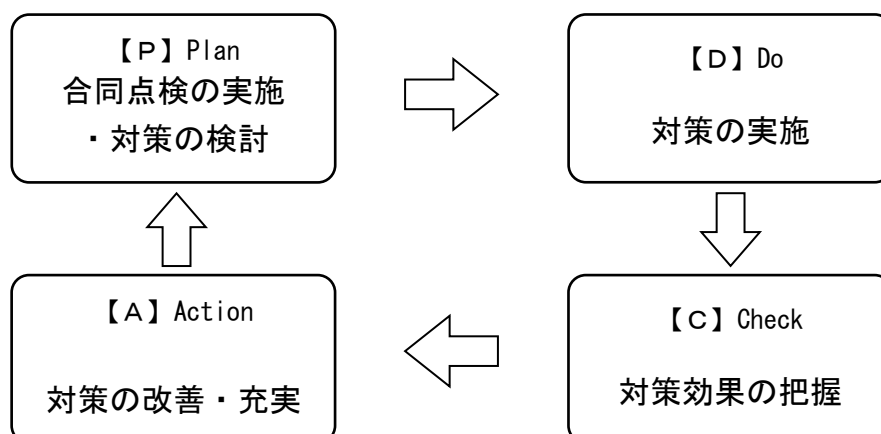 【Ｐ】Plan
合同点検の実施
・対策の検討
【Ｄ】Do
対策の実施
【Ａ】Action
対策の改善・充実
【Ｃ】Check
対策効果の把握